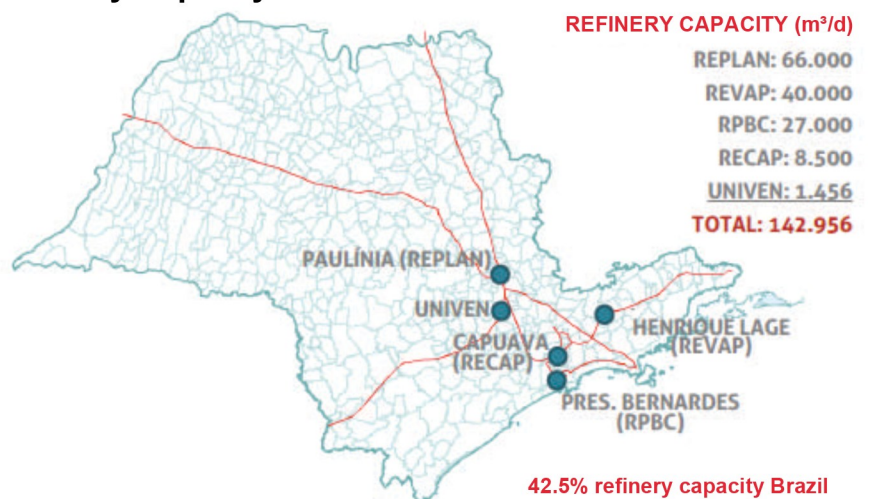 REFINERY CAPACITY (m³/d)
REPLAN: 66.000
REVAP: 40.000
RPBC: 27.000
RECAP: 8.500
UNIVEN: 1.456
TOTAL: 142.956
PAULÍNIA (REPLAN)
UNIVEN
HENRIQUE LAGE
(REVAP)
CAPUAVA
(RECAP)
PRES. BERNARDES
(RPBC)
42.5% refinery capacity Brazil